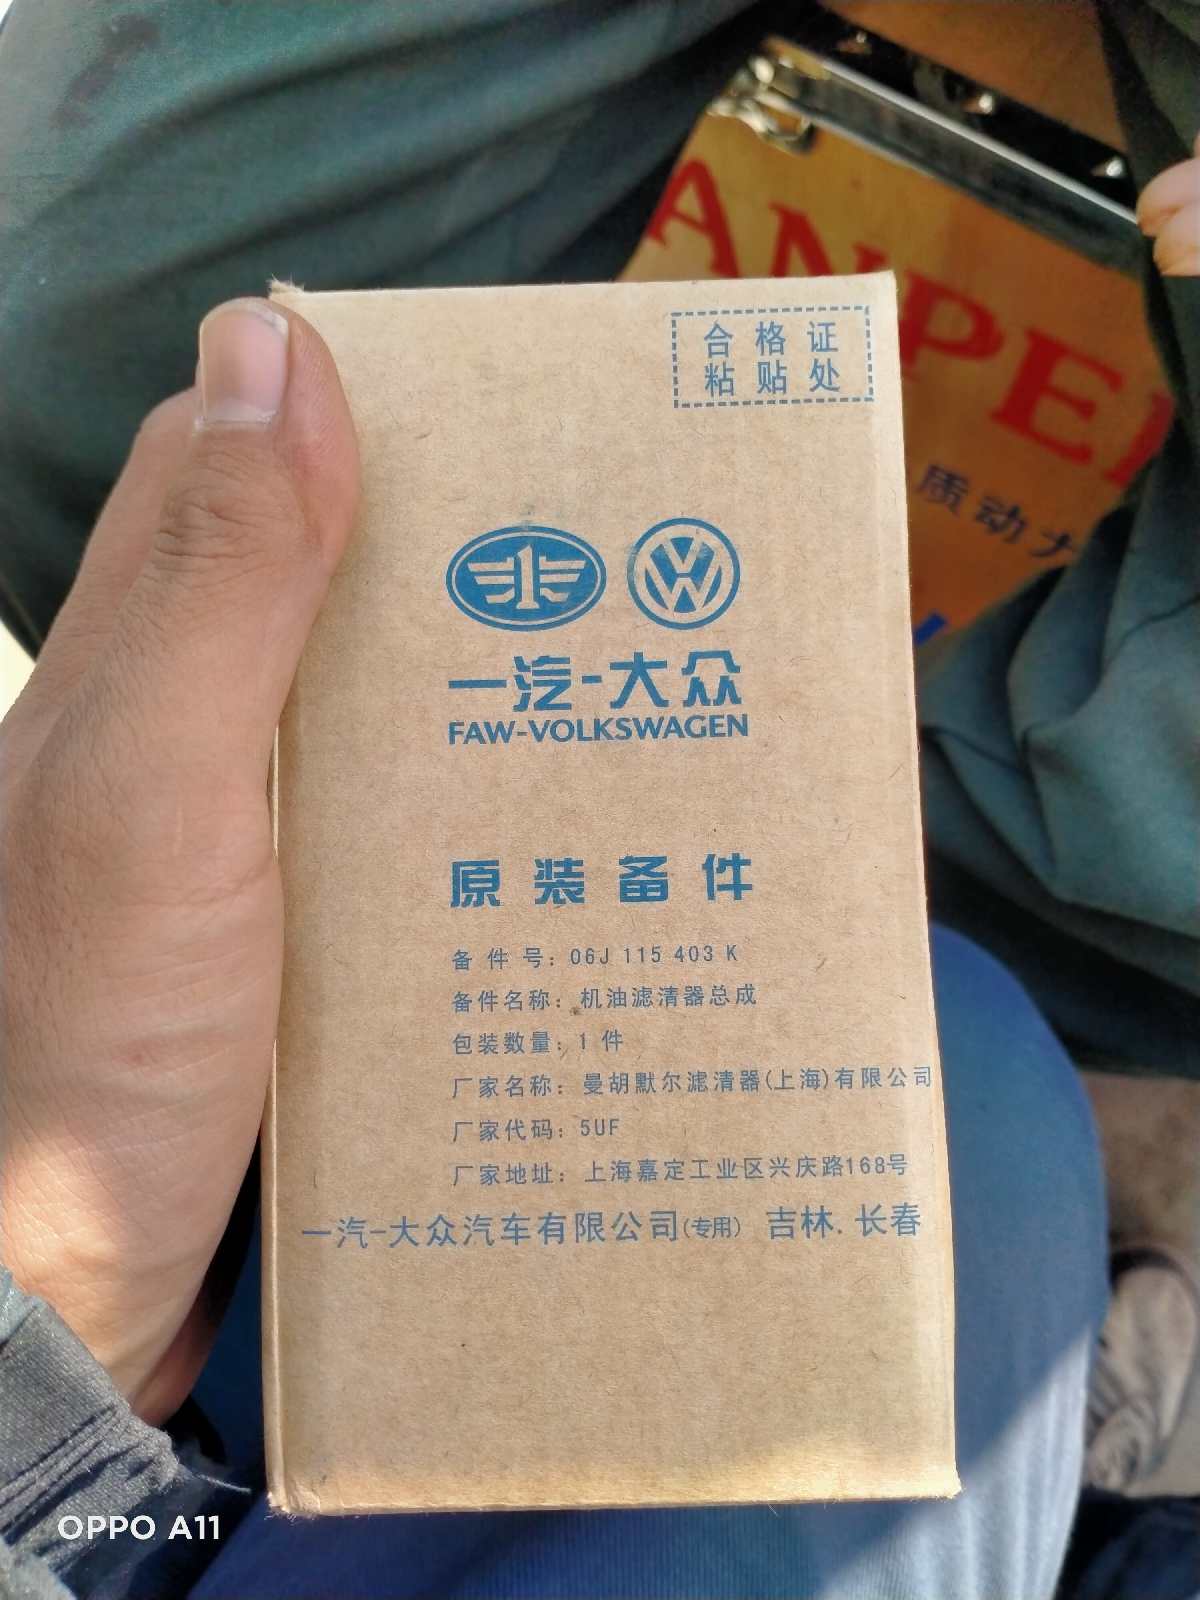 合格证
粘贴处
ANPE
质动力
一汽-大众
FAW-VOLKSWAGEN
原装备件
备件号：06J 115 403 K
备件名称：机油滤清器总成
包装数量：1 件
厂家名称：曼胡默尔滤清器(上海)有限公司
厂家代码：5UF
厂家地址：上海嘉定工业区兴庆路168号
一汽-大众汽车有限公司(专用) 吉林.长春
OPPO A11